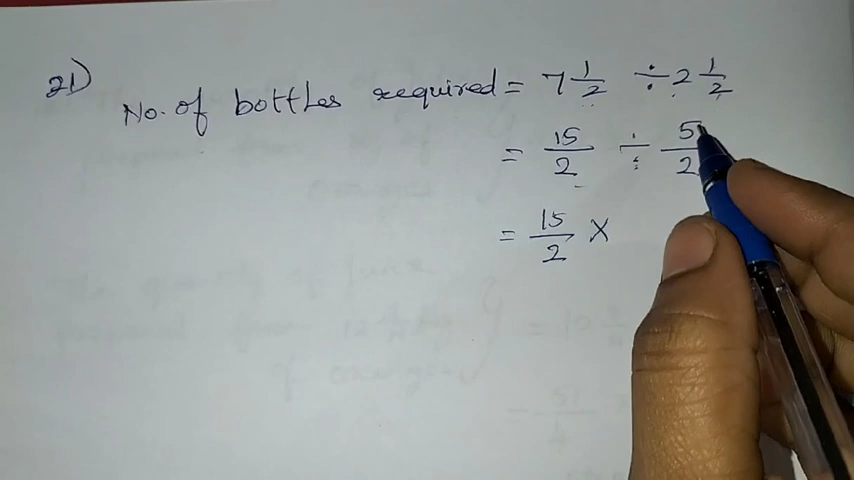 21)
No. of bottles required = 7 1/2 ÷ 2 1/2
= 15/2 ÷ 5/2
= 15/2 X